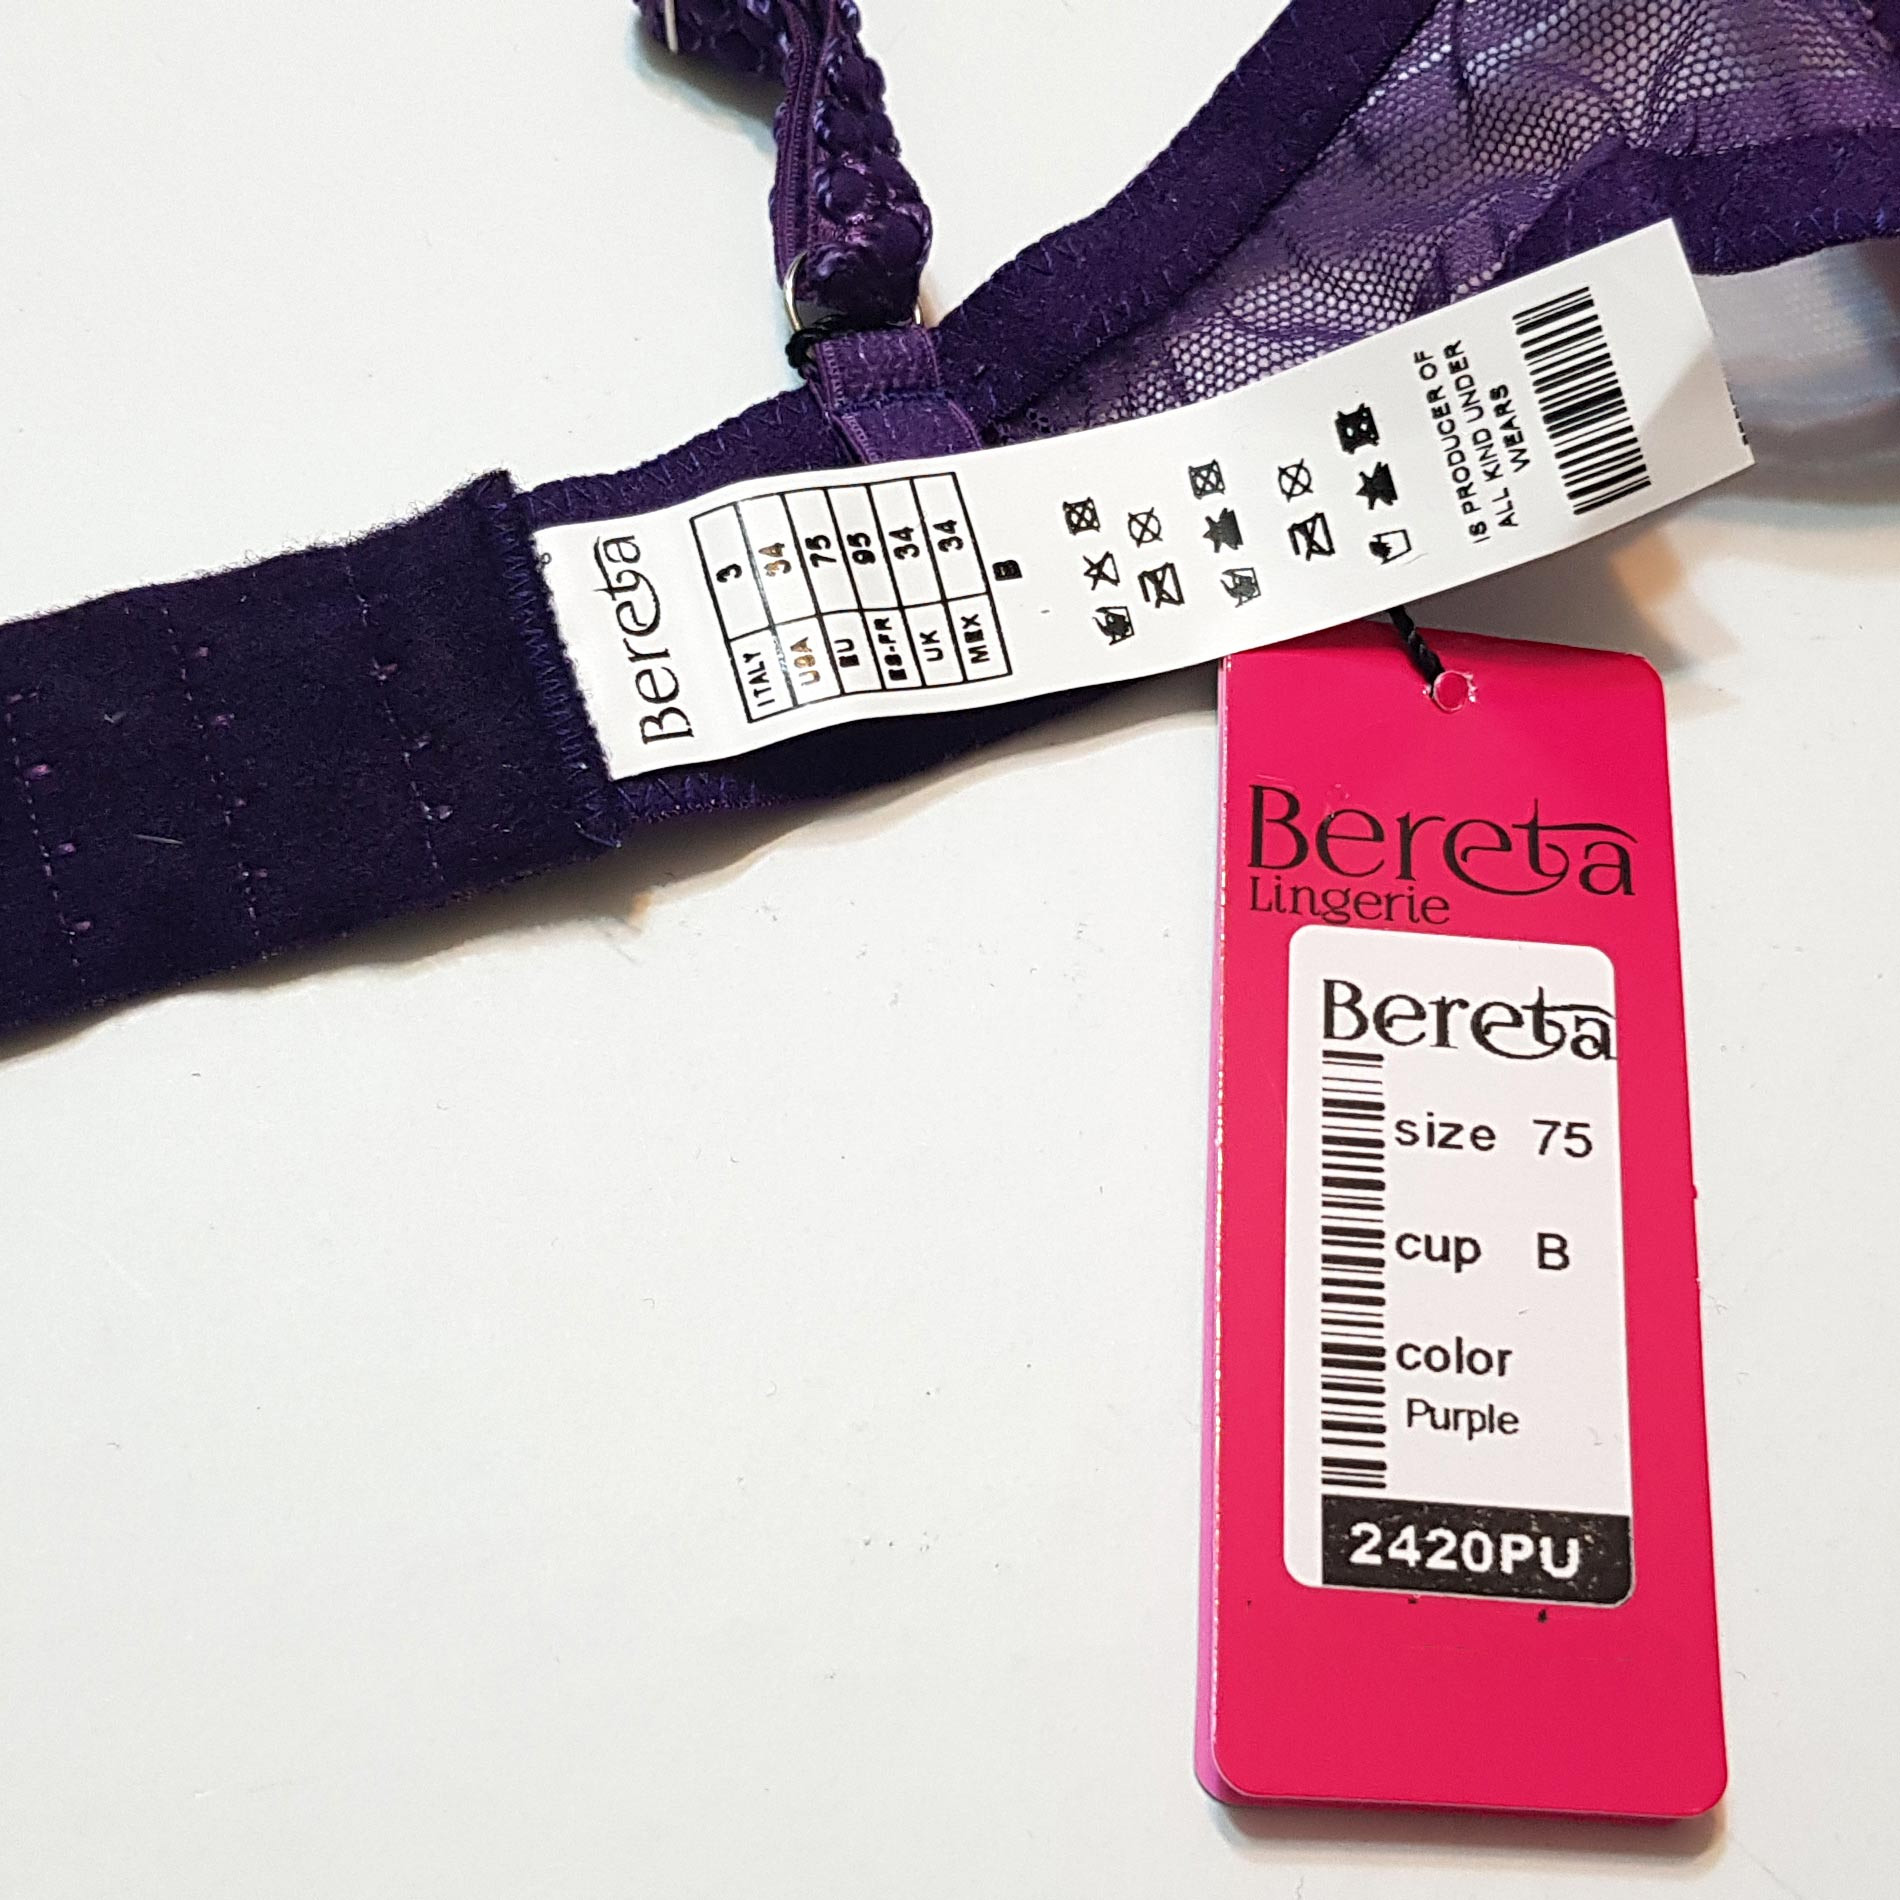 Bereta
ITALY 3
USA 34
EU 75
ES-FR 95
UK 34
MEX 34
B
IS PRODUCER OF
ALL KIND UNDER
WEARS
Bereta
Lingerie
Bereta
size 75
cup B
color
Purple
2420PU